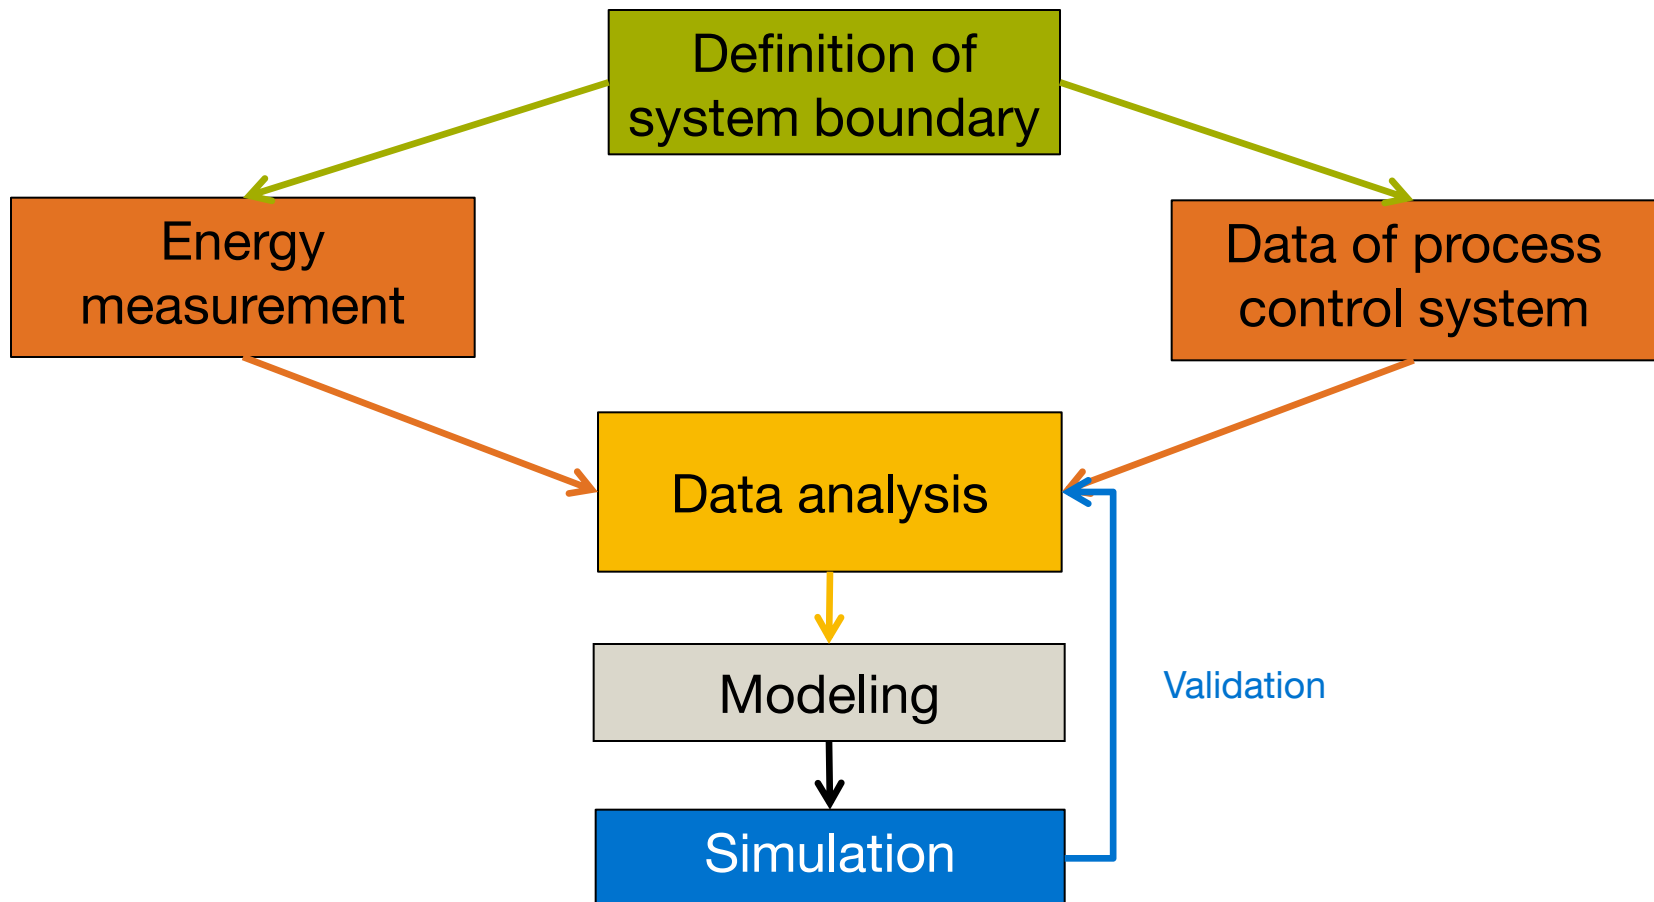 Definition of
system boundary
Energy
measurement
Data of process
control system
Data analysis
Modeling
Validation
Simulation